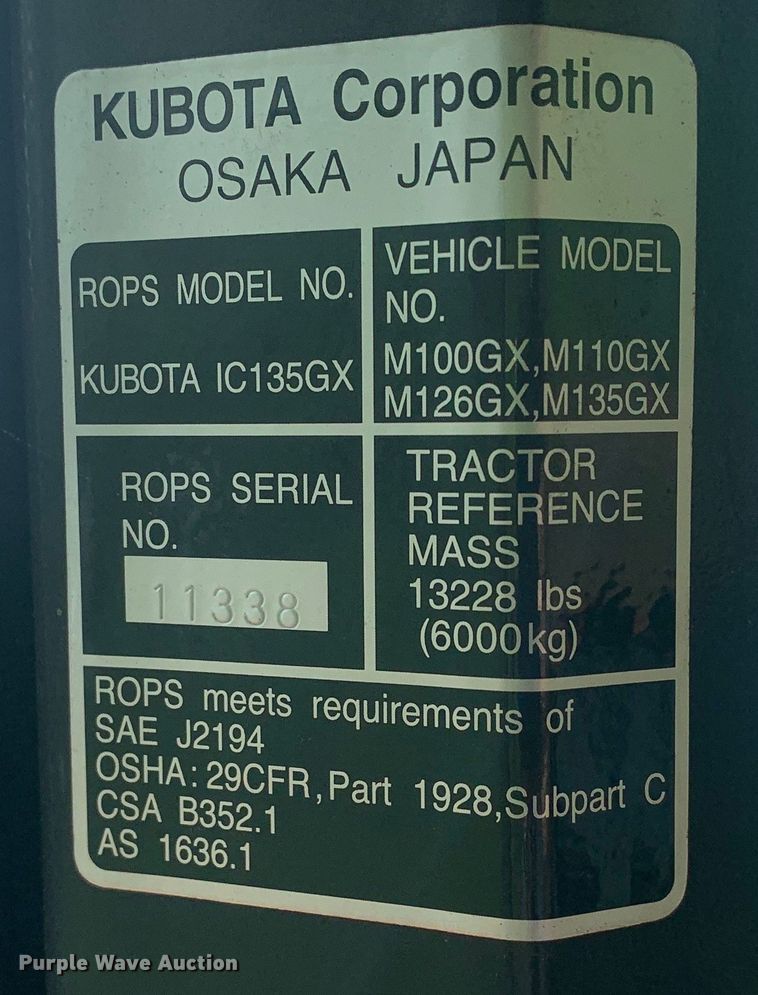 KUBOTA Corporation
OSAKA JAPAN
ROPS MODEL NO.
KUBOTA IC135GX
VEHICLE MODEL
NO.
M100GX,M110GX
M126GX,M135GX
ROPS SERIAL
NO.
11338
TRACTOR
REFERENCE
MASS
13228 lbs
(6000kg)
ROPS meets requirements of
SAE J2194
OSHA: 29CFR,Part 1928,Subpart C
CSA B352.1
AS 1636.1
Purple Wave Auction